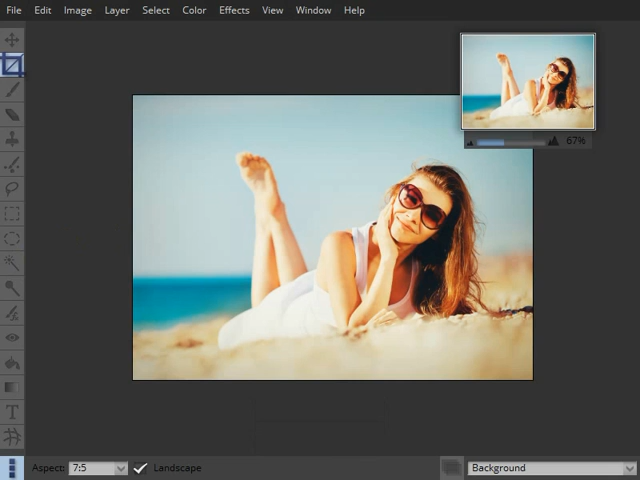 File Edit Image Layer Select Color Effects View Window Help
67%
Aspect: 7:5 Landscape Background